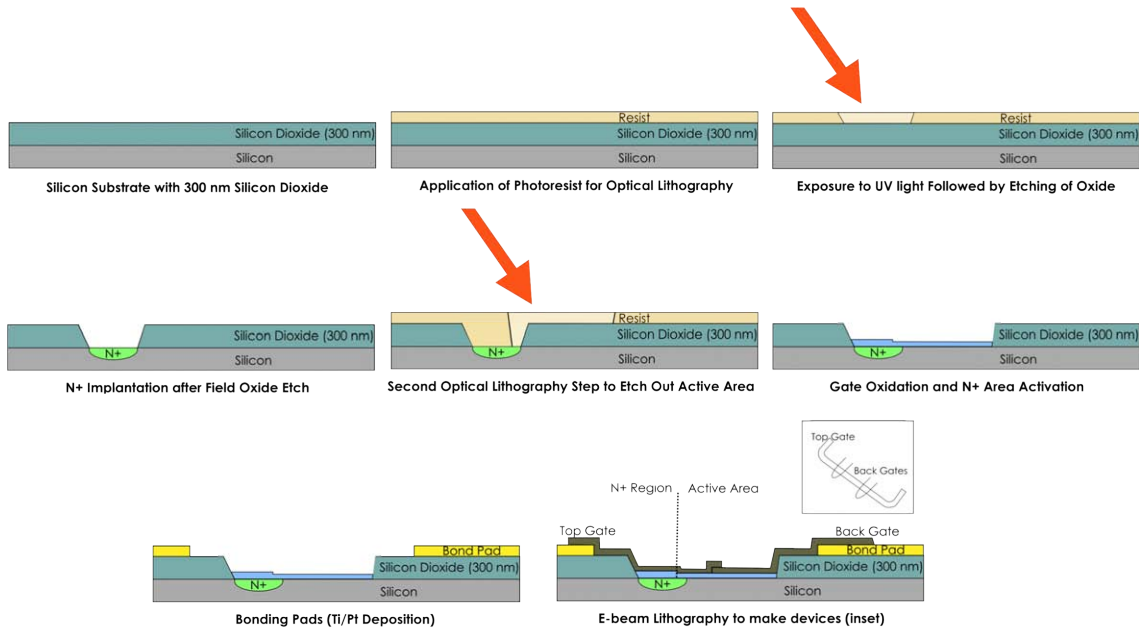 Silicon Dioxide (300 nm)
Silicon
Silicon Substrate with 300 nm Silicon Dioxide
Resist
Silicon Dioxide (300 nm)
Silicon
Application of Photoresist for Optical Lithography
Resist
Silicon Dioxide (300 nm)
Silicon
Exposure to UV light Followed by Etching of Oxide
Silicon Dioxide (300 nm)
N+
Silicon
N+ Implantation after Field Oxide Etch
Resist
Silicon Dioxide (300 nm)
N+
Silicon
Second Optical Lithography Step to Etch Out Active Area
Silicon Dioxide (300 nm)
N+
Silicon
Gate Oxidation and N+ Area Activation
Bond Pad
Silicon Dioxide (300 nm)
N+
Silicon
Bonding Pads (Ti/Pt Deposition)
Top Gate
Back Gates
N+ Region
Active Area
Top Gate
Back Gate
Bond Pad
Silicon Dioxide (300 nm)
N+
Silicon
E-beam Lithography to make devices (inset)